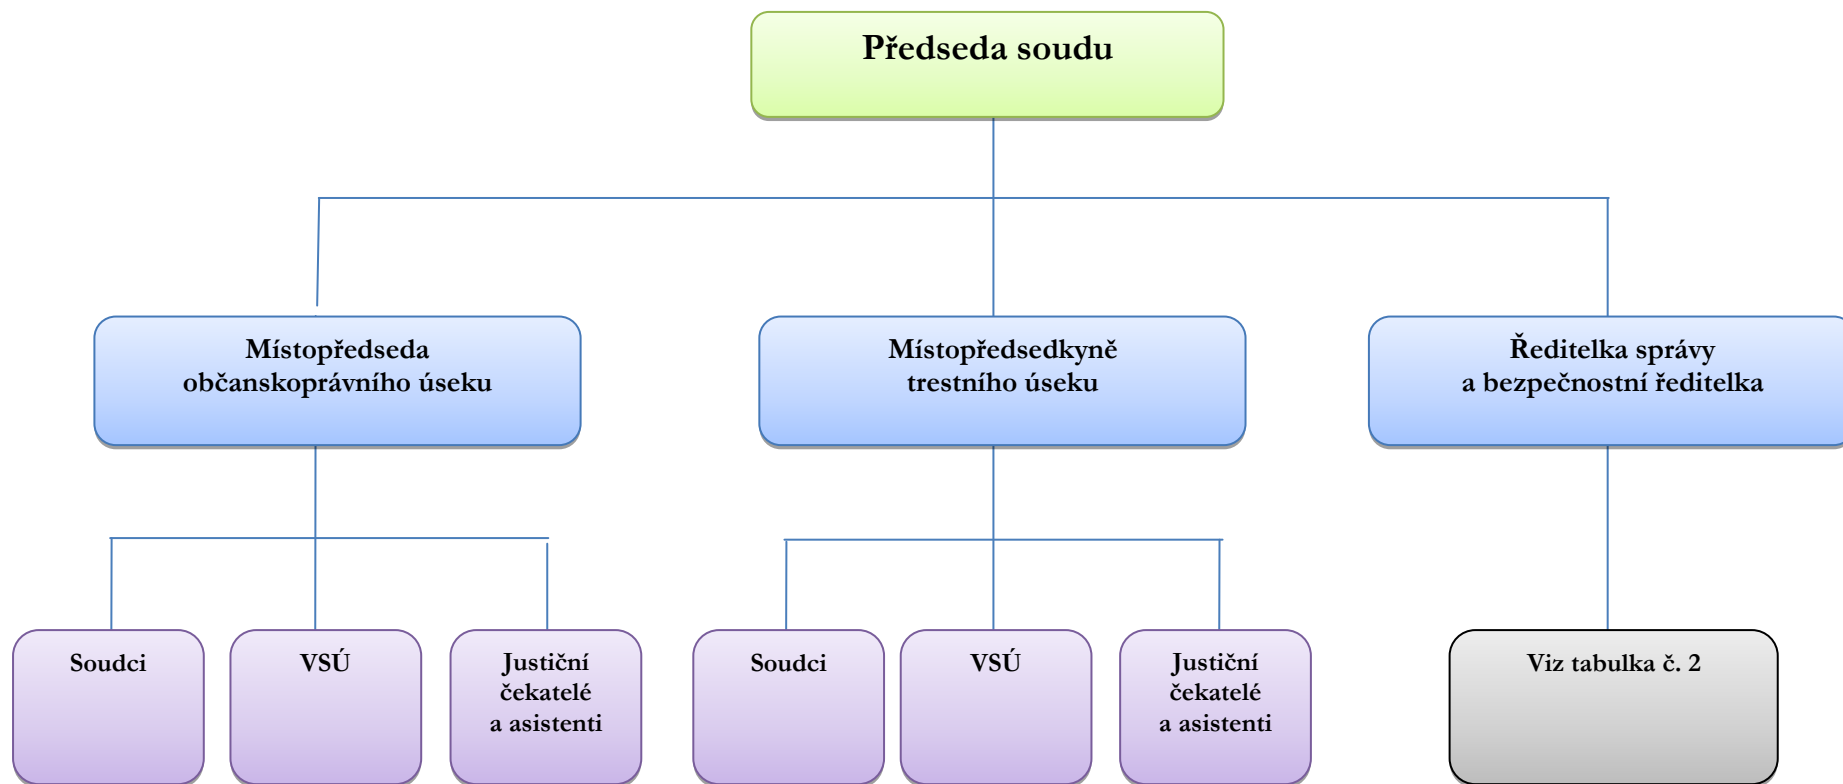 Předseda soudu
Místopředseda
občanskoprávního úseku
Místopředsedkyně
trestního úseku
Ředitelka správy
a bezpečnostní ředitelka
Soudci
VSÚ
Justiční
čekatelé
a asistenti
Soudci
VSÚ
Justiční
čekatelé
a asistenti
Viz tabulka č. 2